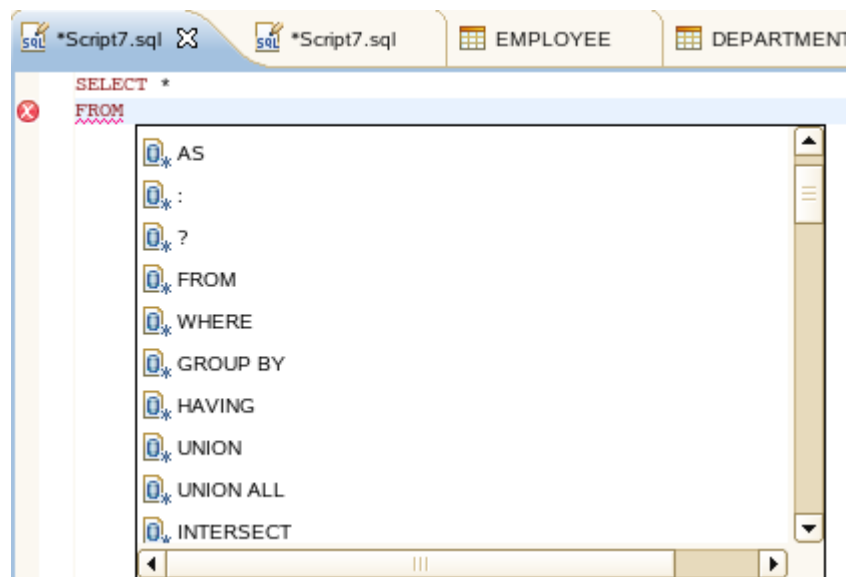 *Script7.sql *Script7.sql EMPLOYEE DEPARTMENT
SELECT *
FROM
AS
:
?
FROM
WHERE
GROUP BY
HAVING
UNION
UNION ALL
INTERSECT